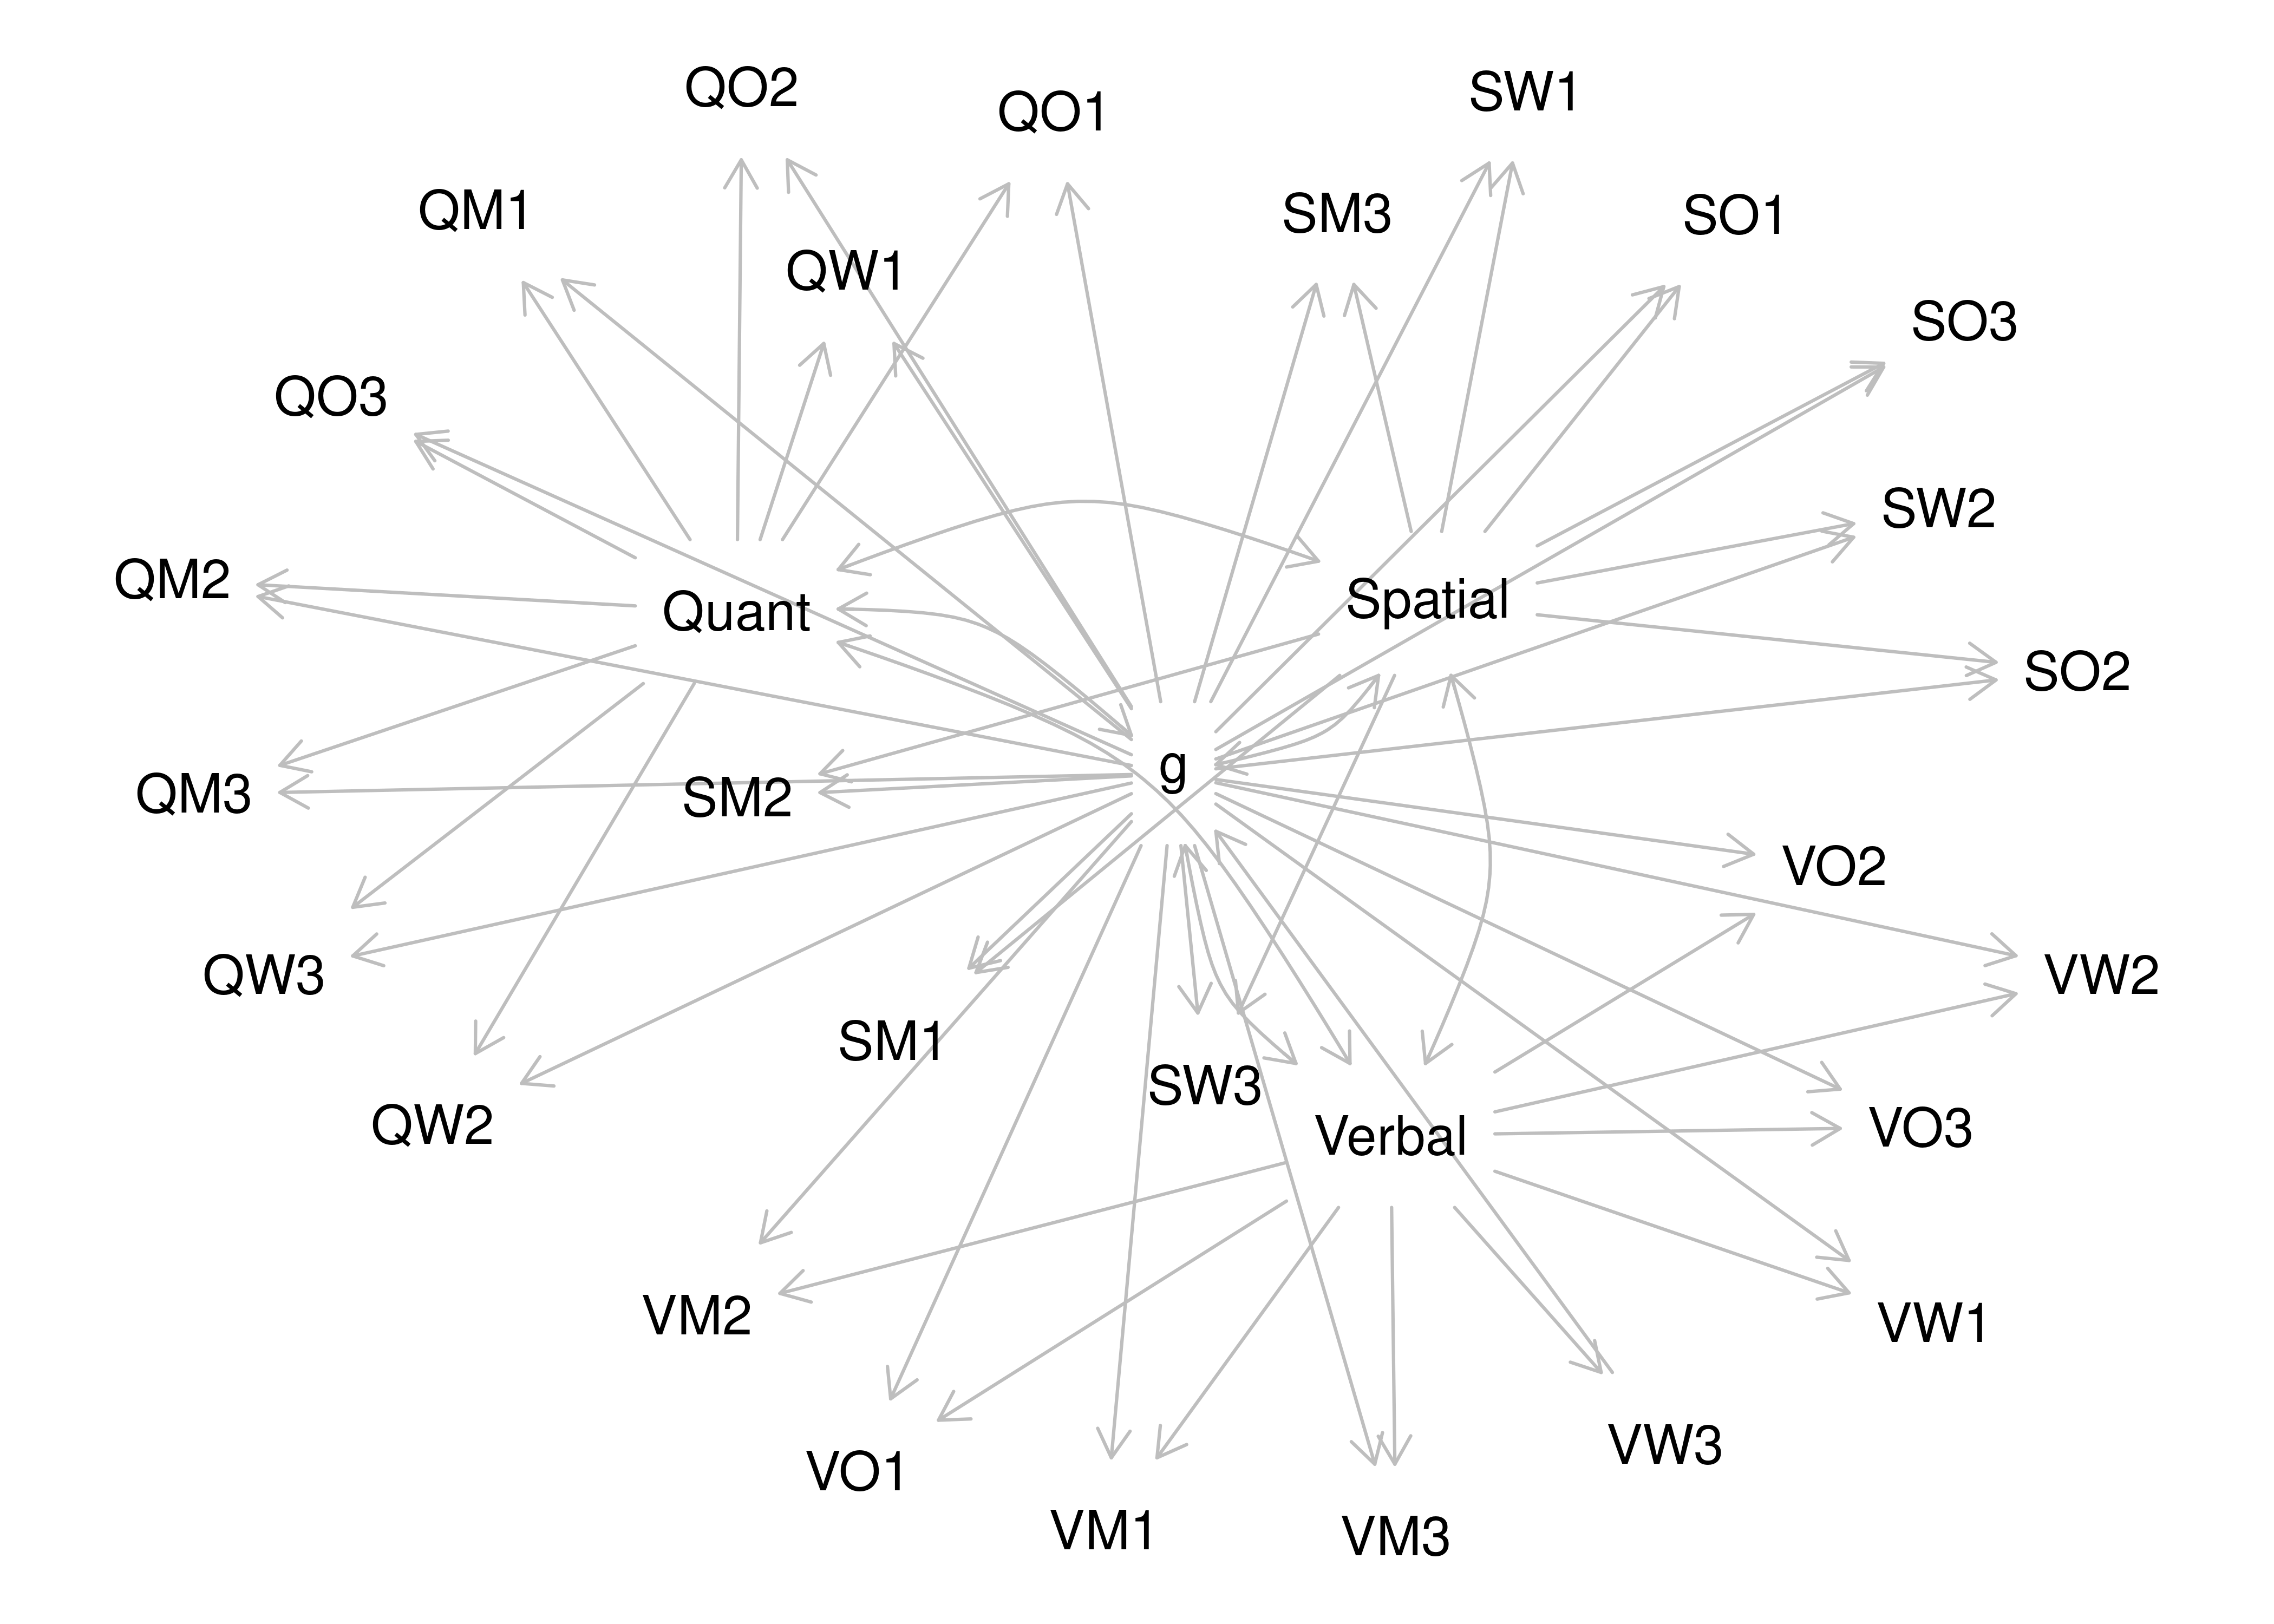 QO2
SW1
QO1
QM1
SM3
SO1
QW1
SO3
QO3
SW2
QM2
Spatial
Quant
SO2
g
QM3
SM2
VO2
QW3
VW2
SM1
SW3
QW2
Verbal
VO3
VM2
VW1
VW3
VO1
VM1
VM3